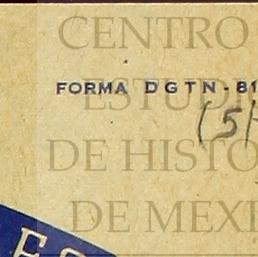 CENTRO
FORMA DGTN-81
ESTUDI
(5/
DE HISTO
DE MEXI